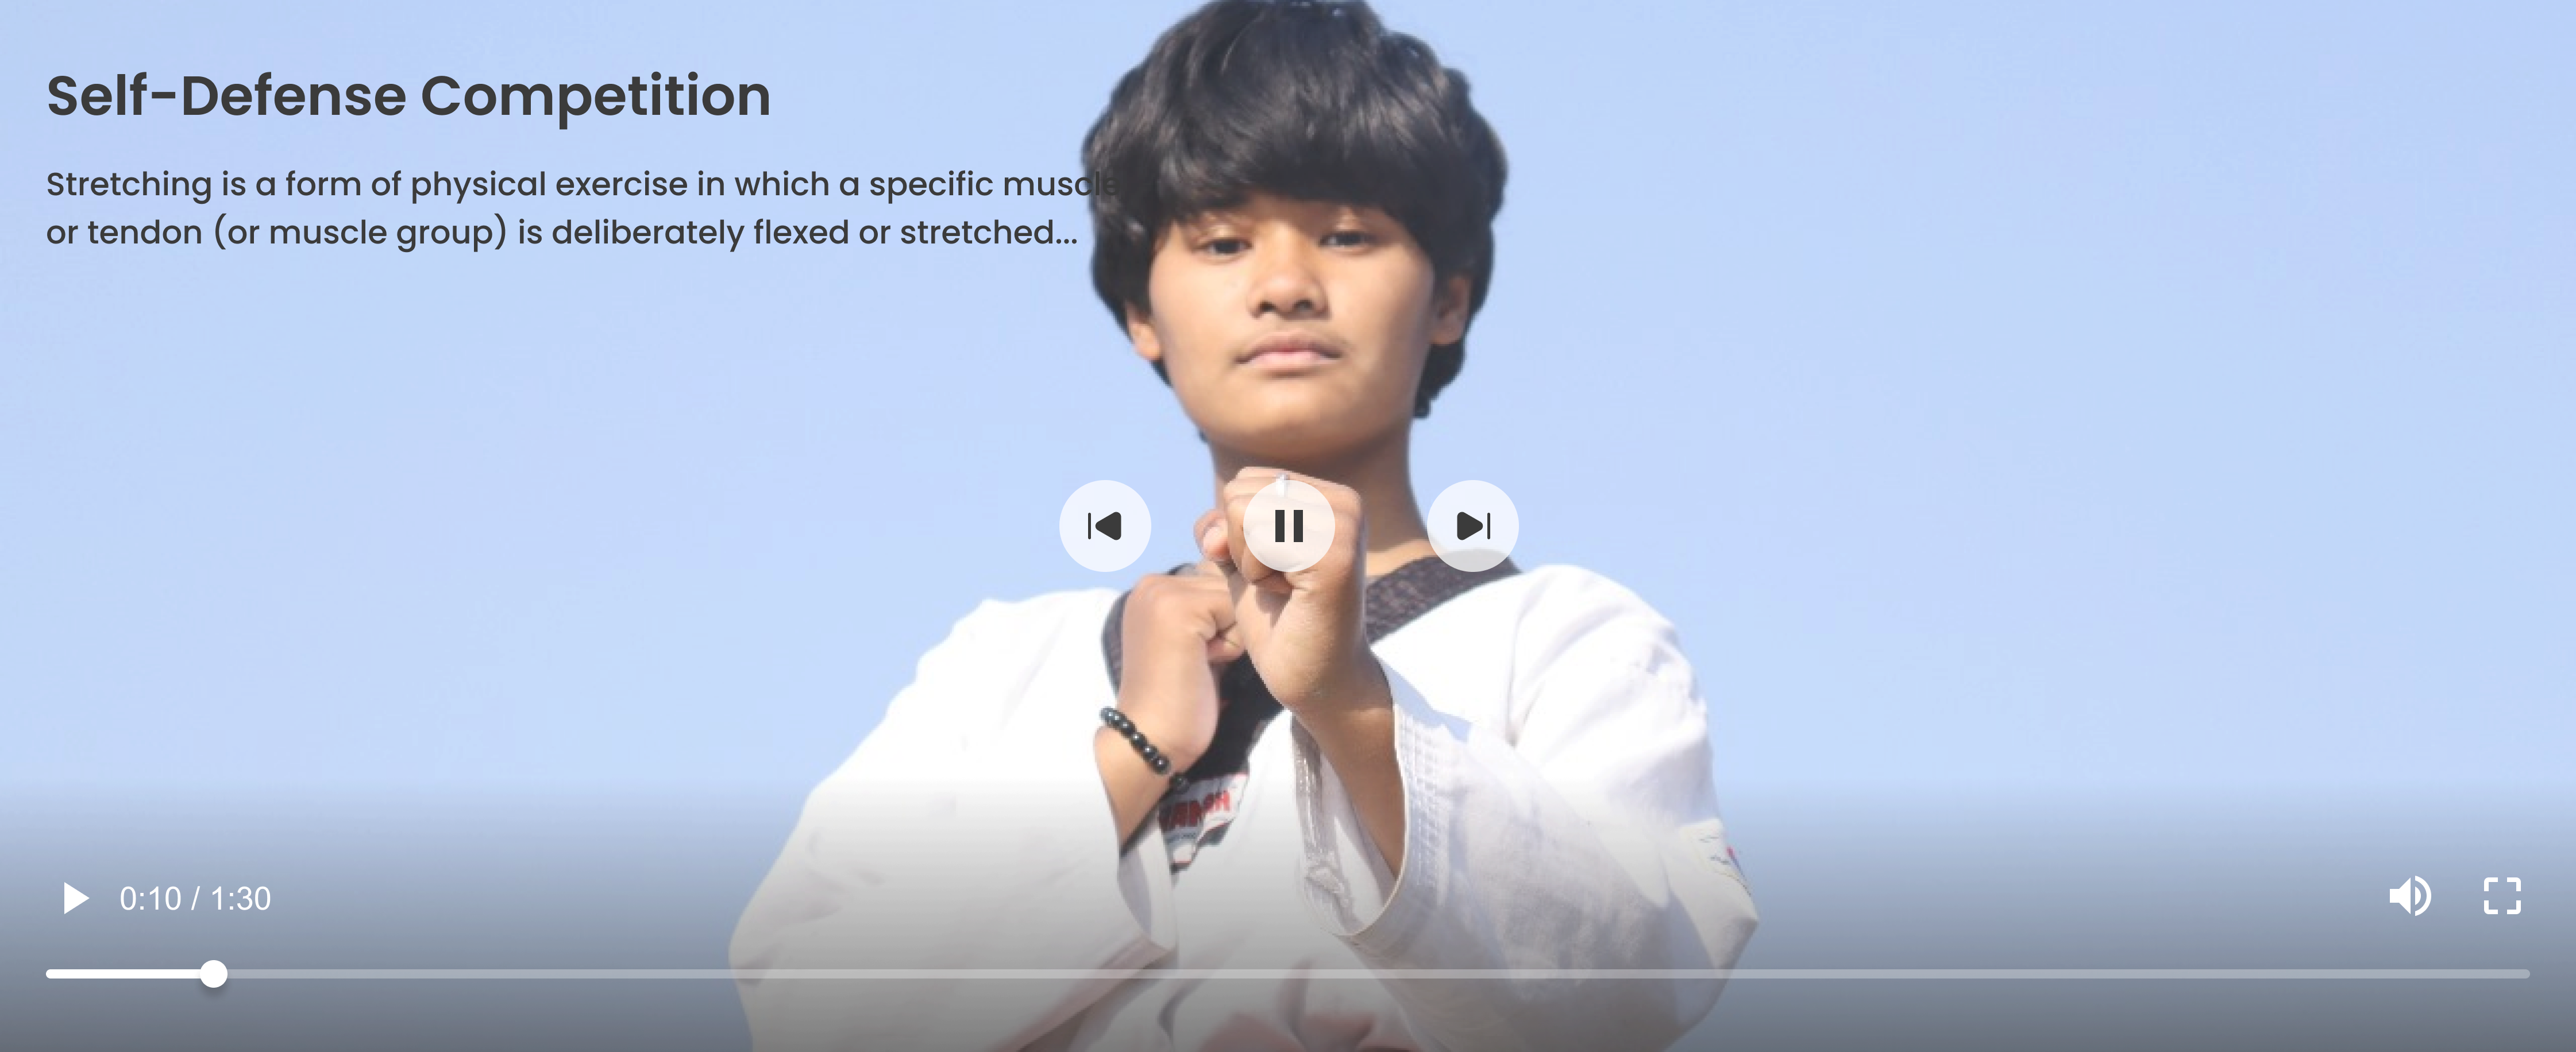 Self-Defense Competition
Stretching is a form of physical exercise in which a specific muscle
or tendon (or muscle group) is deliberately flexed or stretched...
0:10 / 1:30